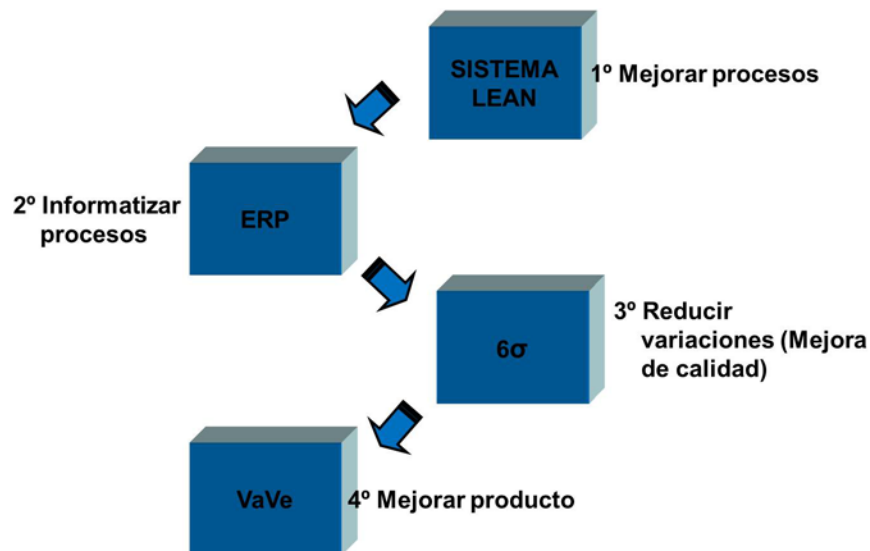 SISTEMA
LEAN
1º Mejorar procesos
2º Informatizar
procesos
ERP
3º Reducir
variaciones (Mejora
de calidad)
6σ
VaVe
4º Mejorar producto